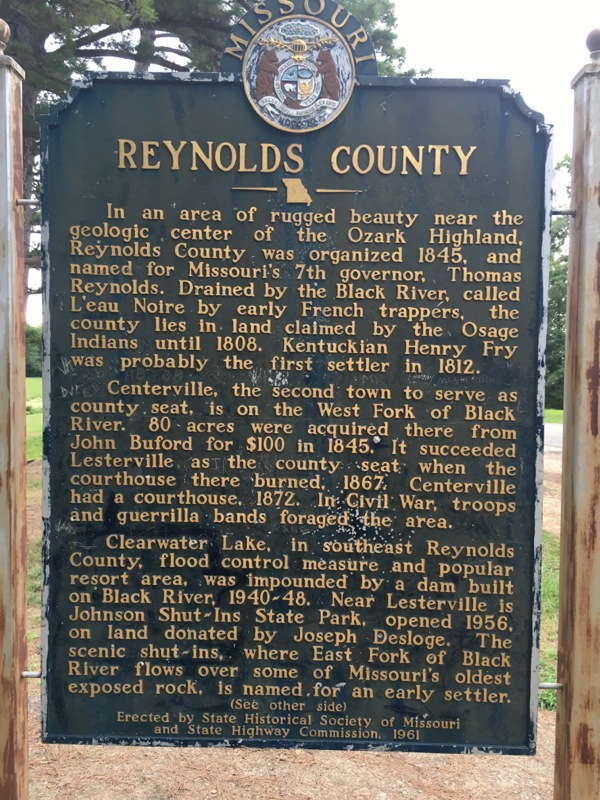 MISSOURI
REYNOLDS COUNTY
In an area of rugged beauty near the
geologic center of the Ozark Highland,
Reynolds County was organized 1845, and
named for Missouri's 7th governor, Thomas
Reynolds. Drained by the Black River, called
L'eau Noire by early French trappers, the
county lies in land claimed by the Osage
Indians until 1808. Kentuckian Henry Fry
was probably the first settler in 1812.
Centerville, the second town to serve as
county seat, is on the West Fork of Black
River. 80 acres were acquired there from
John Buford for $100 in 1845. It succeeded
Lesterville as the county seat when the
courthouse there burned, 1867. Centerville
had a courthouse, 1872. In Civil War, troops
and guerrilla bands foraged the area.
Clearwater Lake, in southeast Reynolds
County, flood control measure and popular
resort area, was impounded by a dam built
on Black River, 1940-48. Near Lesterville is
Johnson Shut-Ins State Park, opened 1956,
on land donated by Joseph Desloge. The
scenic shut-ins, where East Fork of Black
River flows over some of Missouri's oldest
exposed rock, is named for an early settler.
(See other side)
Erected by State Historical Society of Missouri
and State Highway Commission, 1961